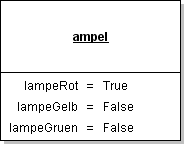 ampel
lampeRot = True
lampeGelb = False
lampeGruen = False